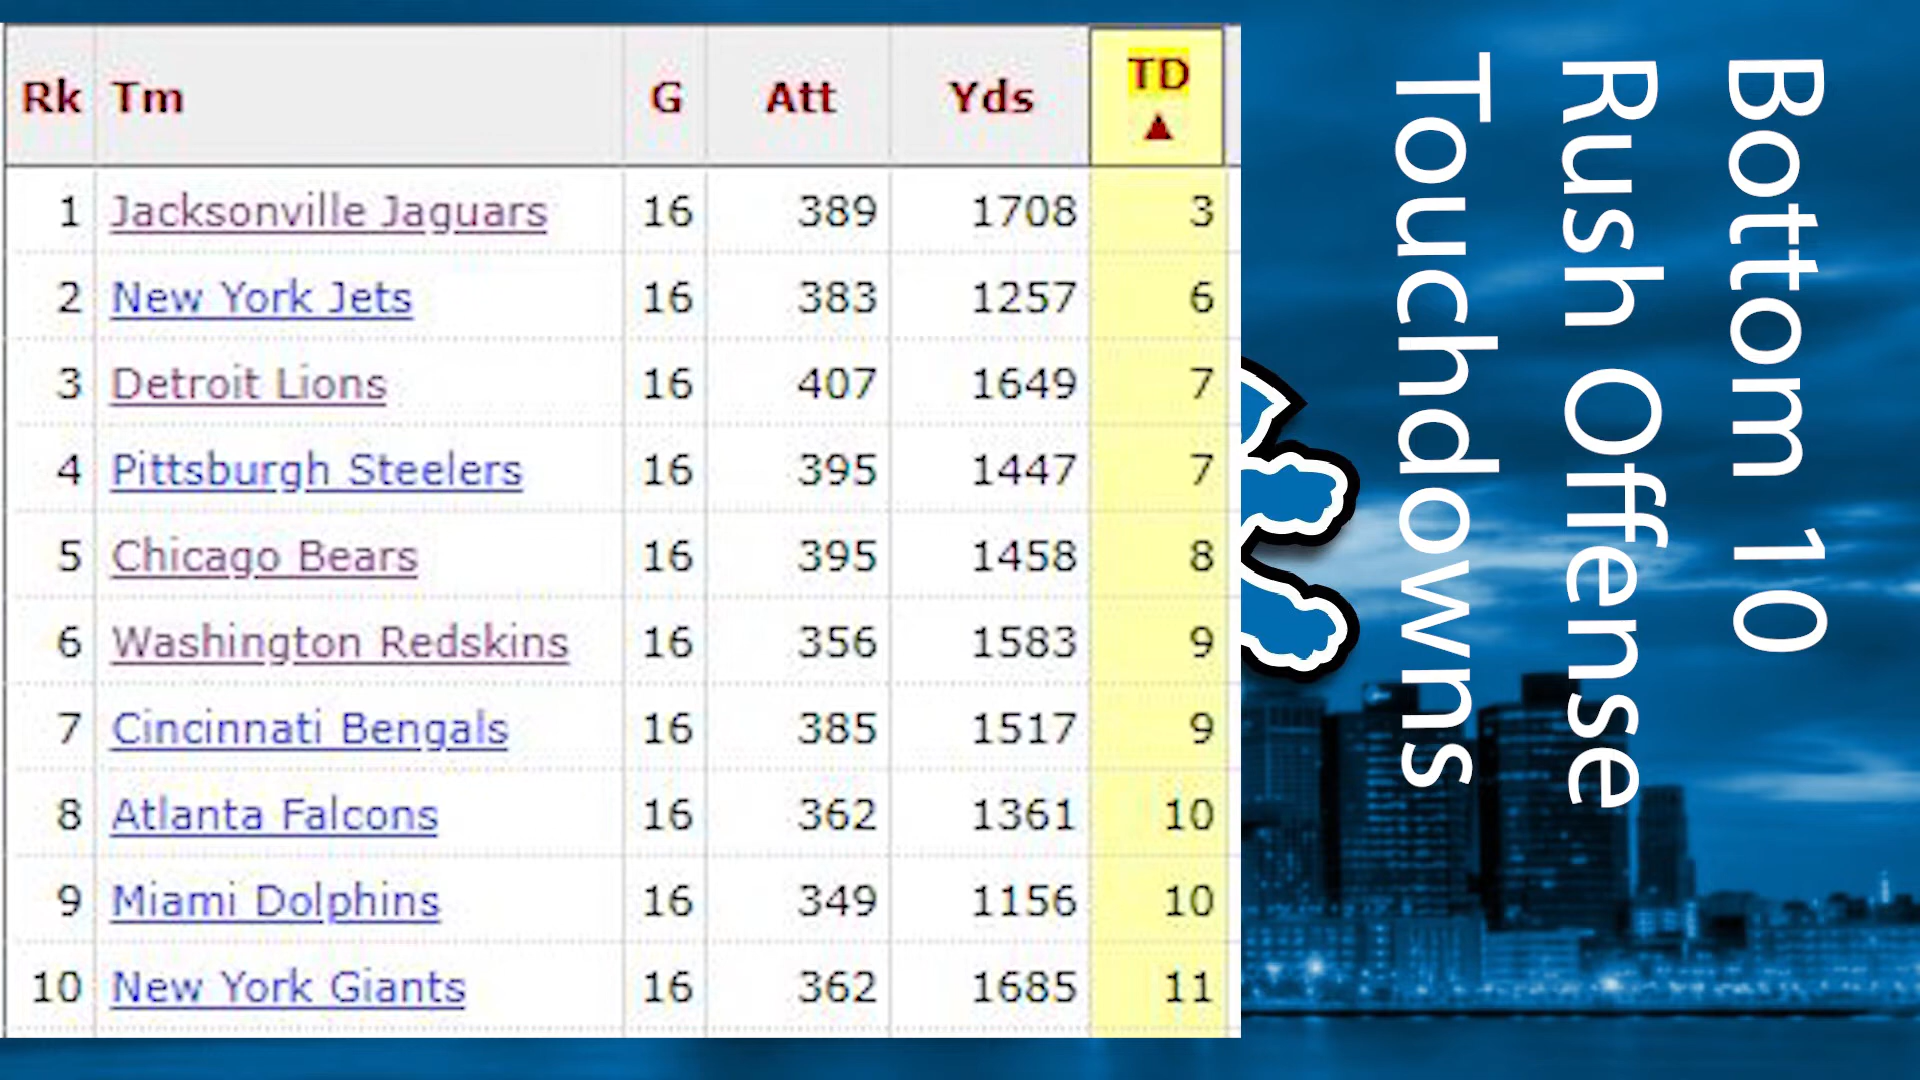 Rk Tm G Att Yds TD ▲
1 Jacksonville Jaguars 16 389 1708 3
2 New York Jets 16 383 1257 6
3 Detroit Lions 16 407 1649 7
4 Pittsburgh Steelers 16 395 1447 7
5 Chicago Bears 16 395 1458 8
6 Washington Redskins 16 356 1583 9
7 Cincinnati Bengals 16 385 1517 9
8 Atlanta Falcons 16 362 1361 10
9 Miami Dolphins 16 349 1156 10
10 New York Giants 16 362 1685 11
Bottom 10
Rush Offense
Touchdowns